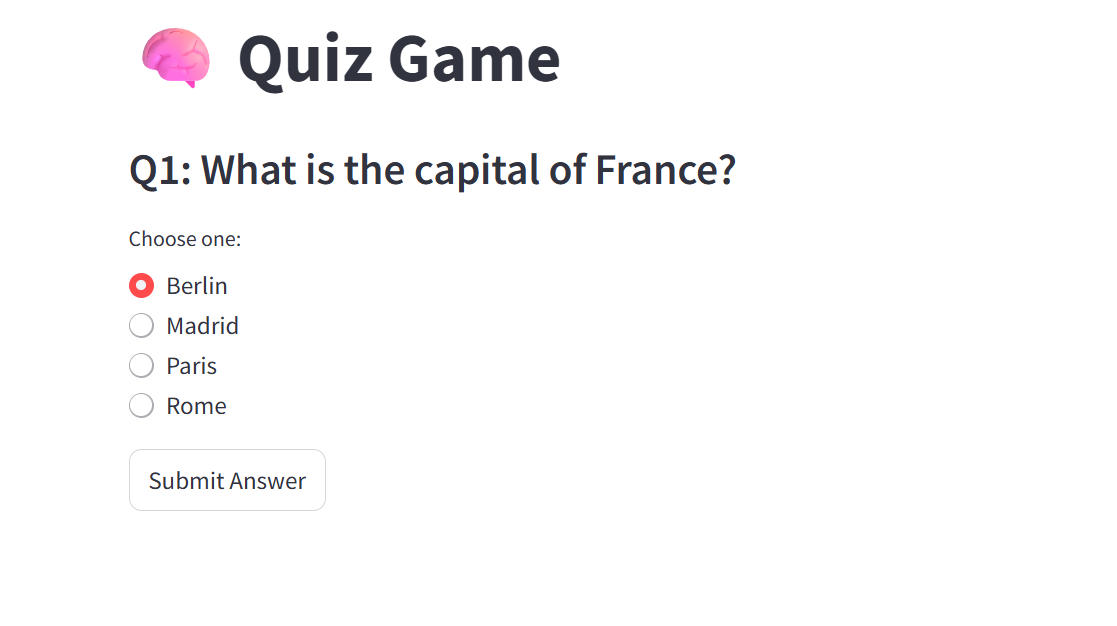 Quiz Game
Q1: What is the capital of France?
Choose one:
Berlin
Madrid
Paris
Rome
Submit Answer